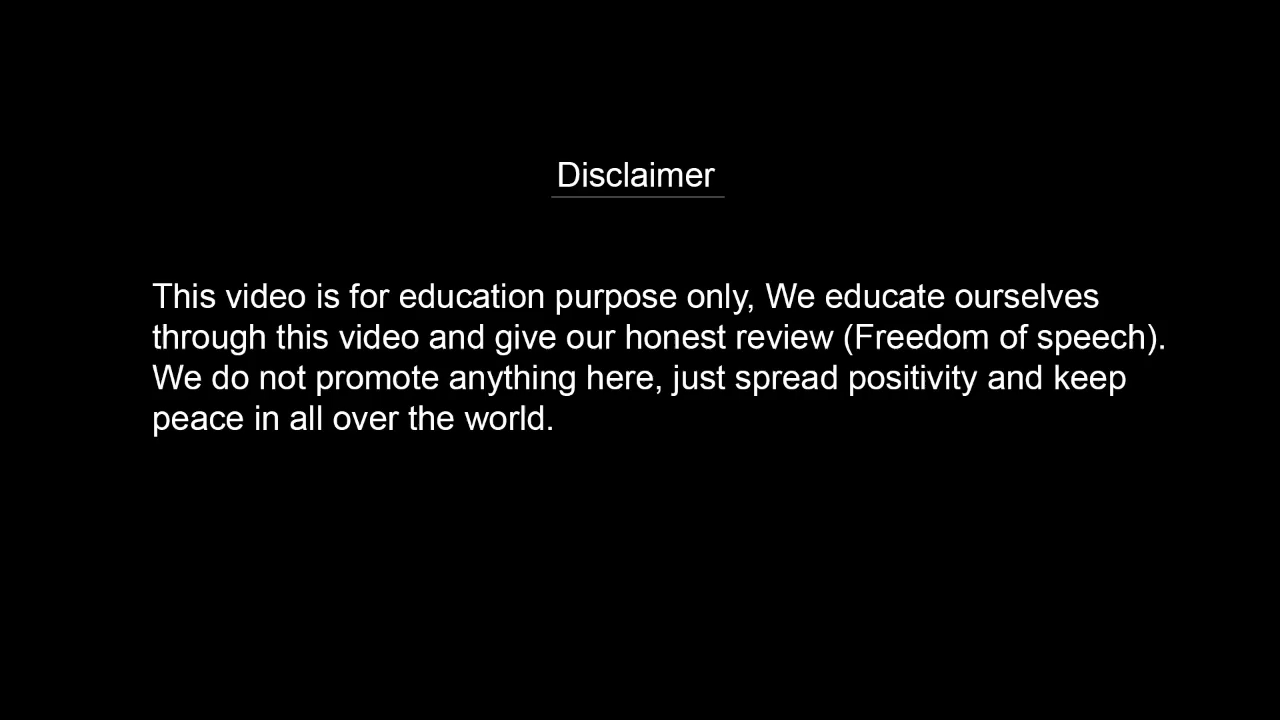 Disclaimer
This video is for education purpose only, We educate ourselves
through this video and give our honest review (Freedom of speech).
We do not promote anything here, just spread positivity and keep
peace in all over the world.